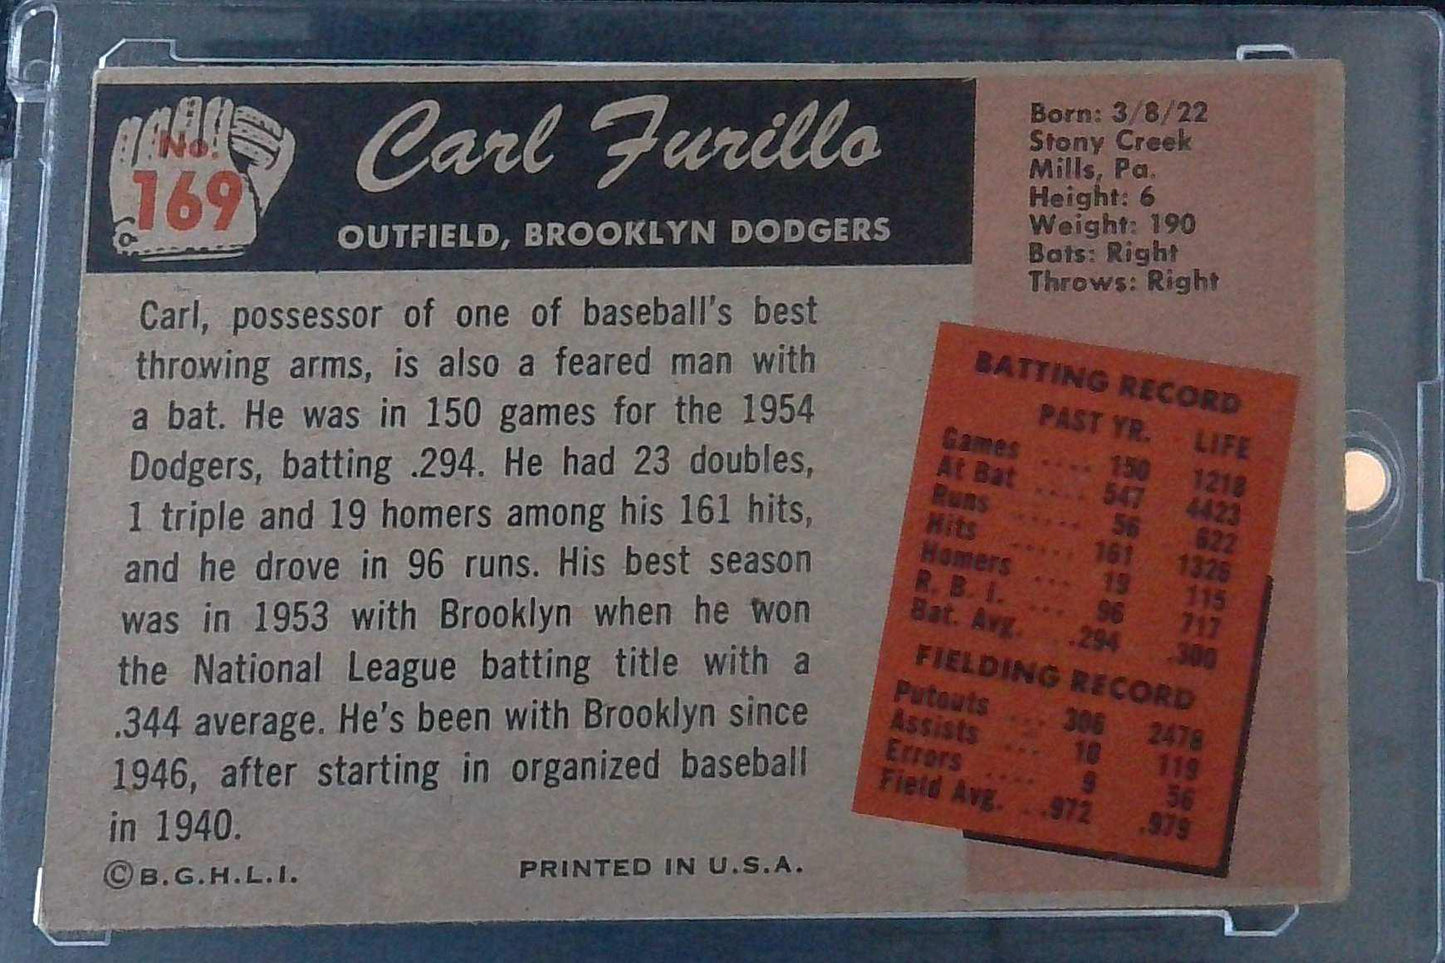 No.
169
Carl Furillo
OUTFIELD, BROOKLYN DODGERS
Born: 3/8/22
Stony Creek
Mills, Pa.
Height: 6
Weight: 190
Bats: Right
Throws: Right
Carl, possessor of one of baseball's best
throwing arms, is also a feared man with
a bat. He was in 150 games for the 1954
Dodgers, batting .294. He had 23 doubles,
1 triple and 19 homers among his 161 hits,
and he drove in 96 runs. His best season
was in 1953 with Brooklyn when he won
the National League batting title with a
.344 average. He's been with Brooklyn since
1946, after starting in organized baseball
in 1940.
©B.G.H.L.I.
PRINTED IN U.S.A.
BATTING RECORD
PAST YR. LIFE
Games .... 150 1218
At Bat .... 547 4423
Runs ..... 56 622
Hits ..... 161 1326
Homers ... 19 115
R. B. I. ... 96 717
Bat. Avg. .294 .300
FIELDING RECORD
Putouts ... 306 2478
Assists ... 10 119
Errors .... 9 56
Field Avg. . .972 .979